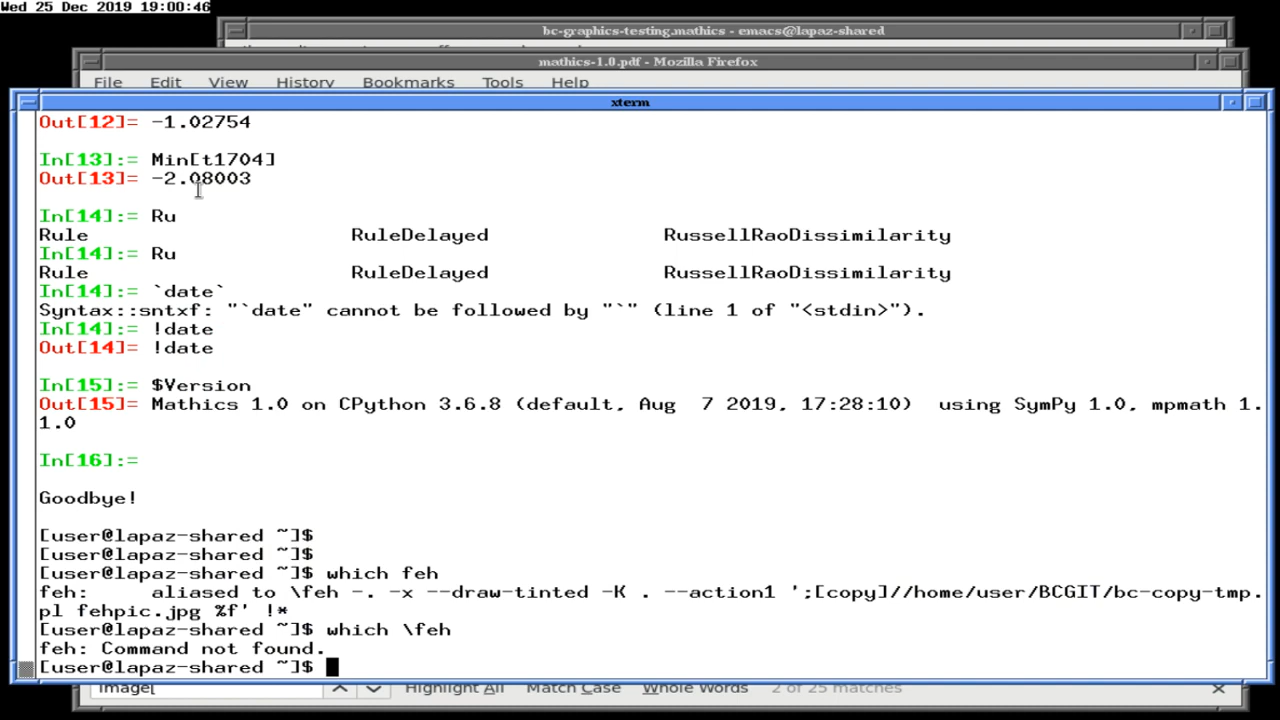 Wed 25 Dec 2019 19:00:46
bc-graphics-testing.mathics - emacs@lapaz-shared
mathics-1.0.pdf - Mozilla Firefox
File Edit View History Bookmarks Tools Help
xterm
Out[12]= -1.02754
In[13]:= Min[t1704]
Out[13]= -2.08003
In[14]:= Ru
Rule RuleDelayed RussellRaoDissimilarity
In[14]:= Ru
Rule RuleDelayed RussellRaoDissimilarity
In[14]:= `date`
Syntax::sntxf: "`date" cannot be followed by "`" (line 1 of "<stdin>").
In[14]:= !date
Out[14]= !date
In[15]:= $Version
Out[15]= Mathics 1.0 on CPython 3.6.8 (default, Aug  7 2019, 17:28:10)  using SymPy 1.0, mpmath 1.
1.0
In[16]:=
Goodbye!
[user@lapaz-shared ~]$
[user@lapaz-shared ~]$
[user@lapaz-shared ~]$ which feh
feh: aliased to \feh -. -x --draw-tinted -K . --action1 ';[copy]//home/user/BCGIT/bc-copy-tmp.
pl fehpic.jpg %f' !*
[user@lapaz-shared ~]$ which \feh
feh: Command not found.
[user@lapaz-shared ~]$
Image[ Highlight All Match Case Whole Words 2 of 25 matches